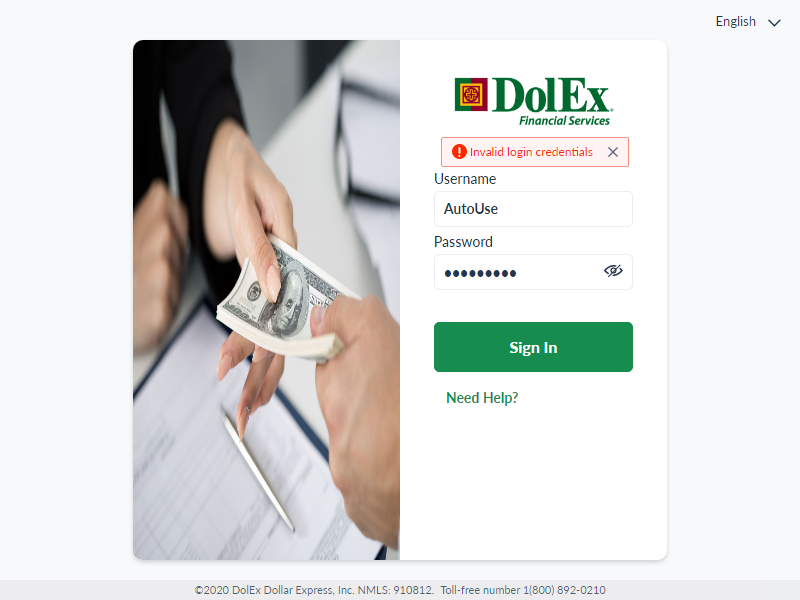 English
DolEx
Financial Services
Invalid login credentials
Username
AutoUse
Password
Sign In
Need Help?
©2020 DolEx Dollar Express, Inc. NMLS: 910812. Toll-free number 1(800) 892-0210